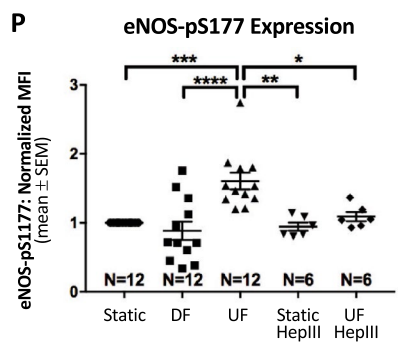 P
eNOS-pS177 Expression
***
*
****
**
eNOS-pS1177: Normalized MFI
(mean ± SEM)
3
2
1
0
N=12 N=12 N=12 N=6 N=6
Static DF UF Static HepIII UF HepIII